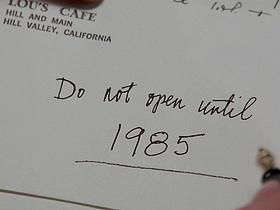 LOU'S CAFE
HILL AND MAIN
HILL VALLEY, CALIFORNIA
Do not open until
1985